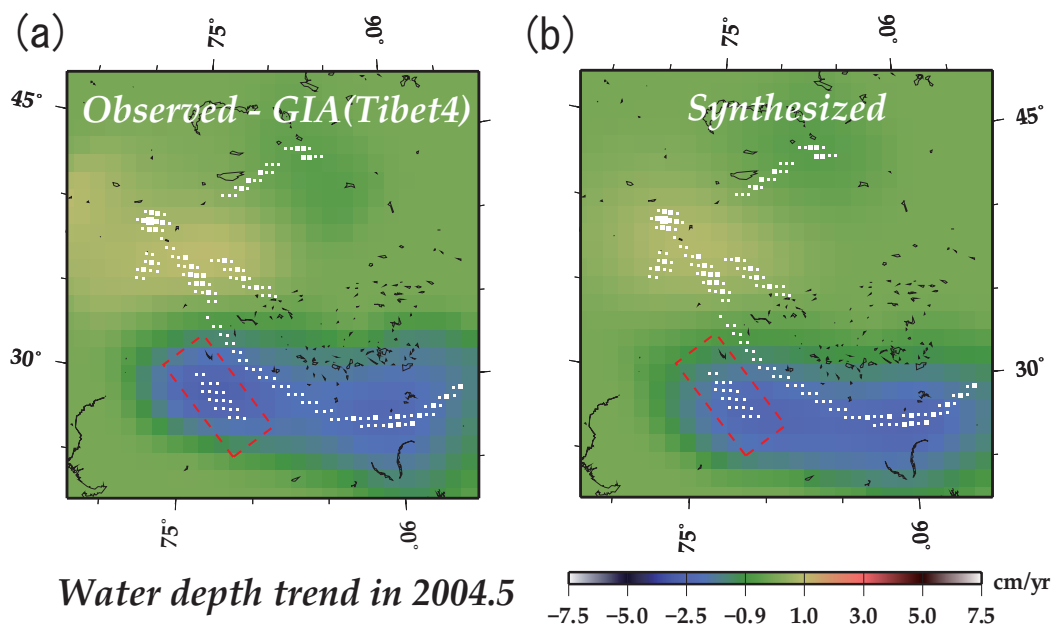 (a)
75°
90°
(b)
75°
90°
45°
Observed - GIA(Tibet4)
Synthesized
45°
30°
30°
75°
90°
75°
90°
Water depth trend in 2004.5
cm/yr
−7.5 −5.0 −2.5 −0.9 1.0 3.0 5.0 7.5